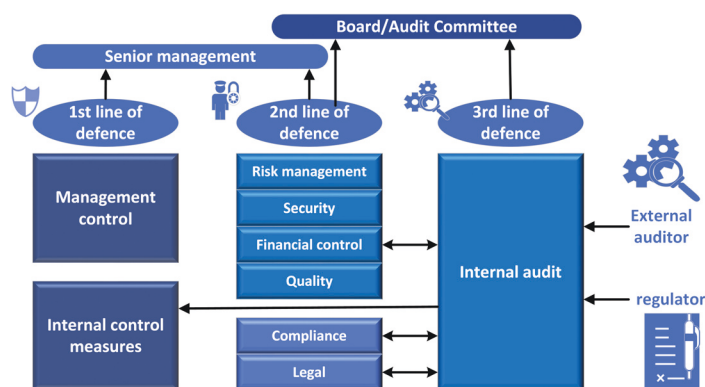 Board/Audit Committee
Senior management
1st line of
defence
2nd line of
defence
3rd line of
defence
Management
control
Risk management
Security
Financial control
Quality
Internal audit
External
auditor
regulator
Internal control
measures
Compliance
Legal